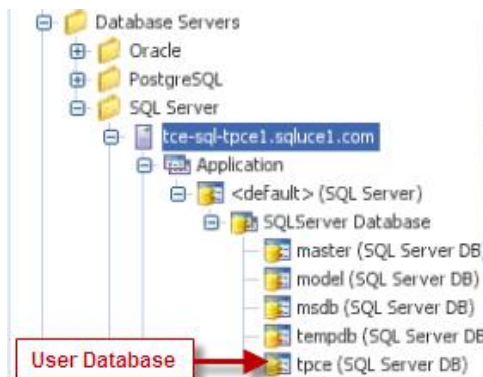 Database Servers
Oracle
PostgreSQL
SQL Server
tce-sql-tpce1.sqluce1.com
Application
<default> (SQL Server)
SQLServer Database
master (SQL Server DB)
model (SQL Server DB)
msdb (SQL Server DB)
tempdb (SQL Server DB
User Database
tpce (SQL Server DB)